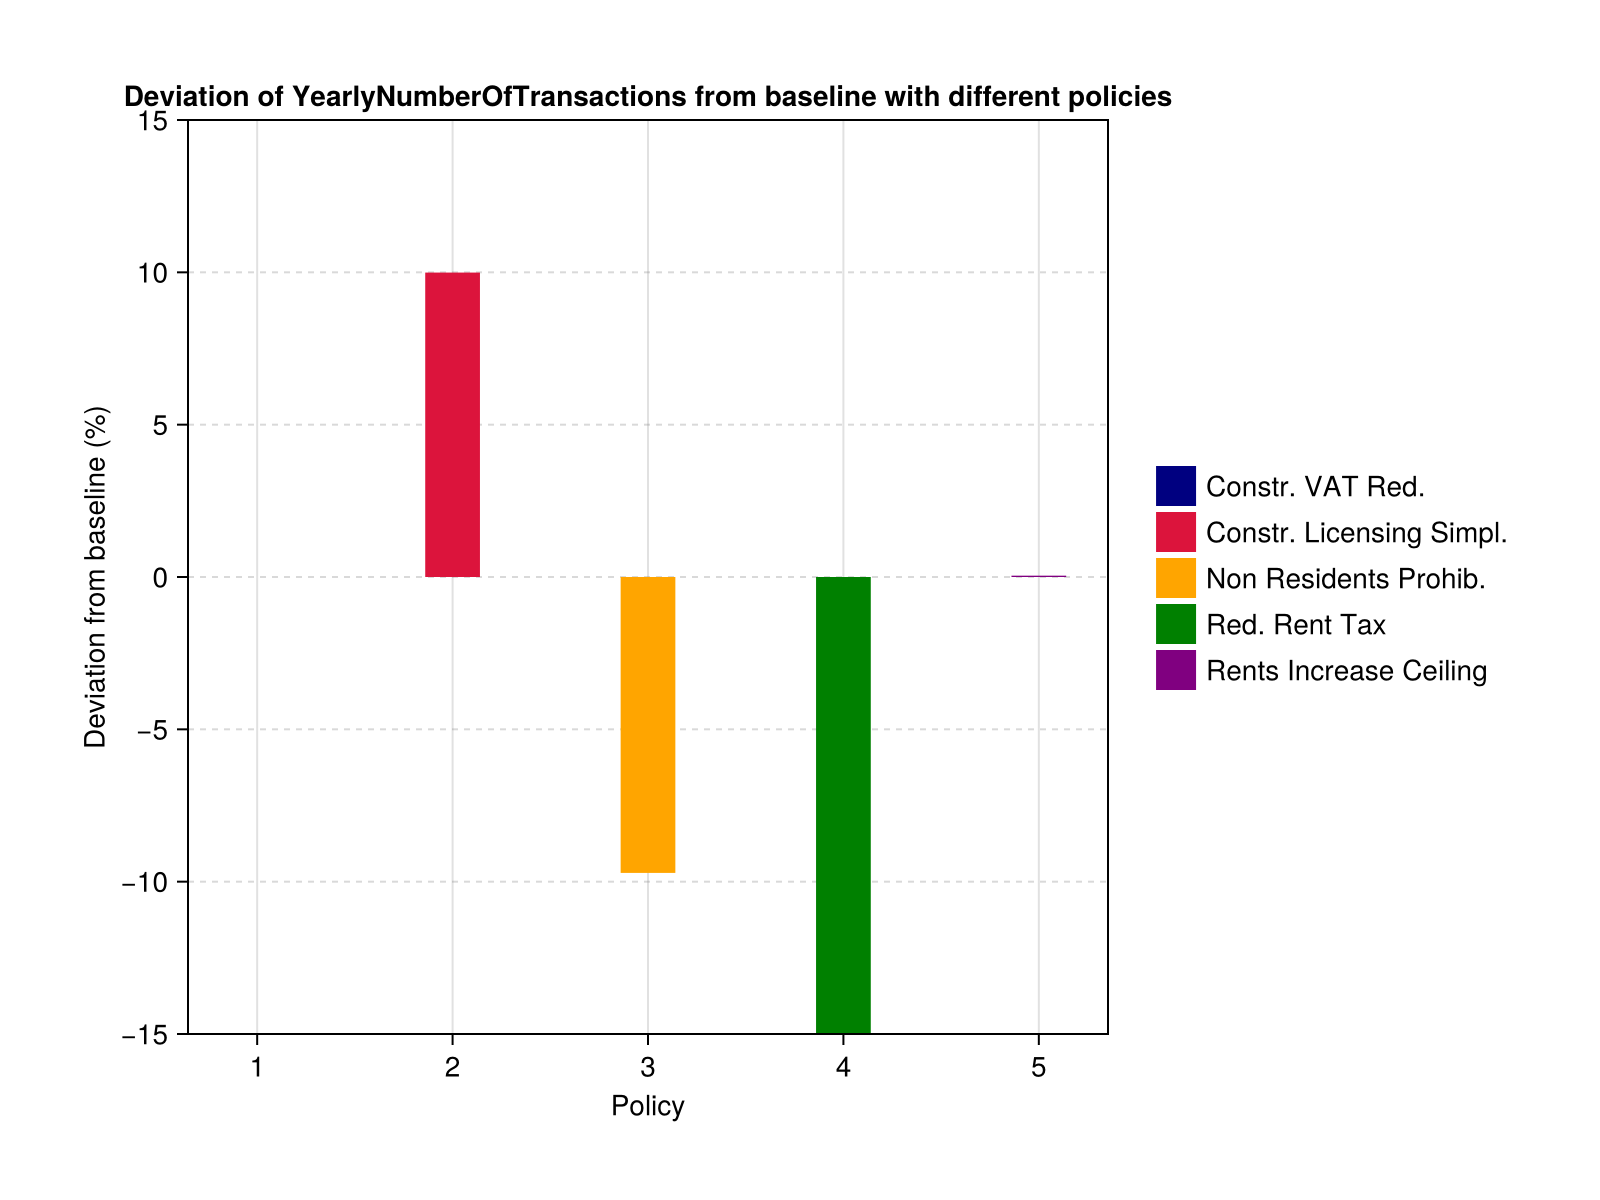 Deviation of YearlyNumberOfTransactions from baseline with different policies
15
10
5
0
−5
−10
−15
Deviation from baseline (%)
1 2 3 4 5
Policy
Constr. VAT Red.
Constr. Licensing Simpl.
Non Residents Prohib.
Red. Rent Tax
Rents Increase Ceiling